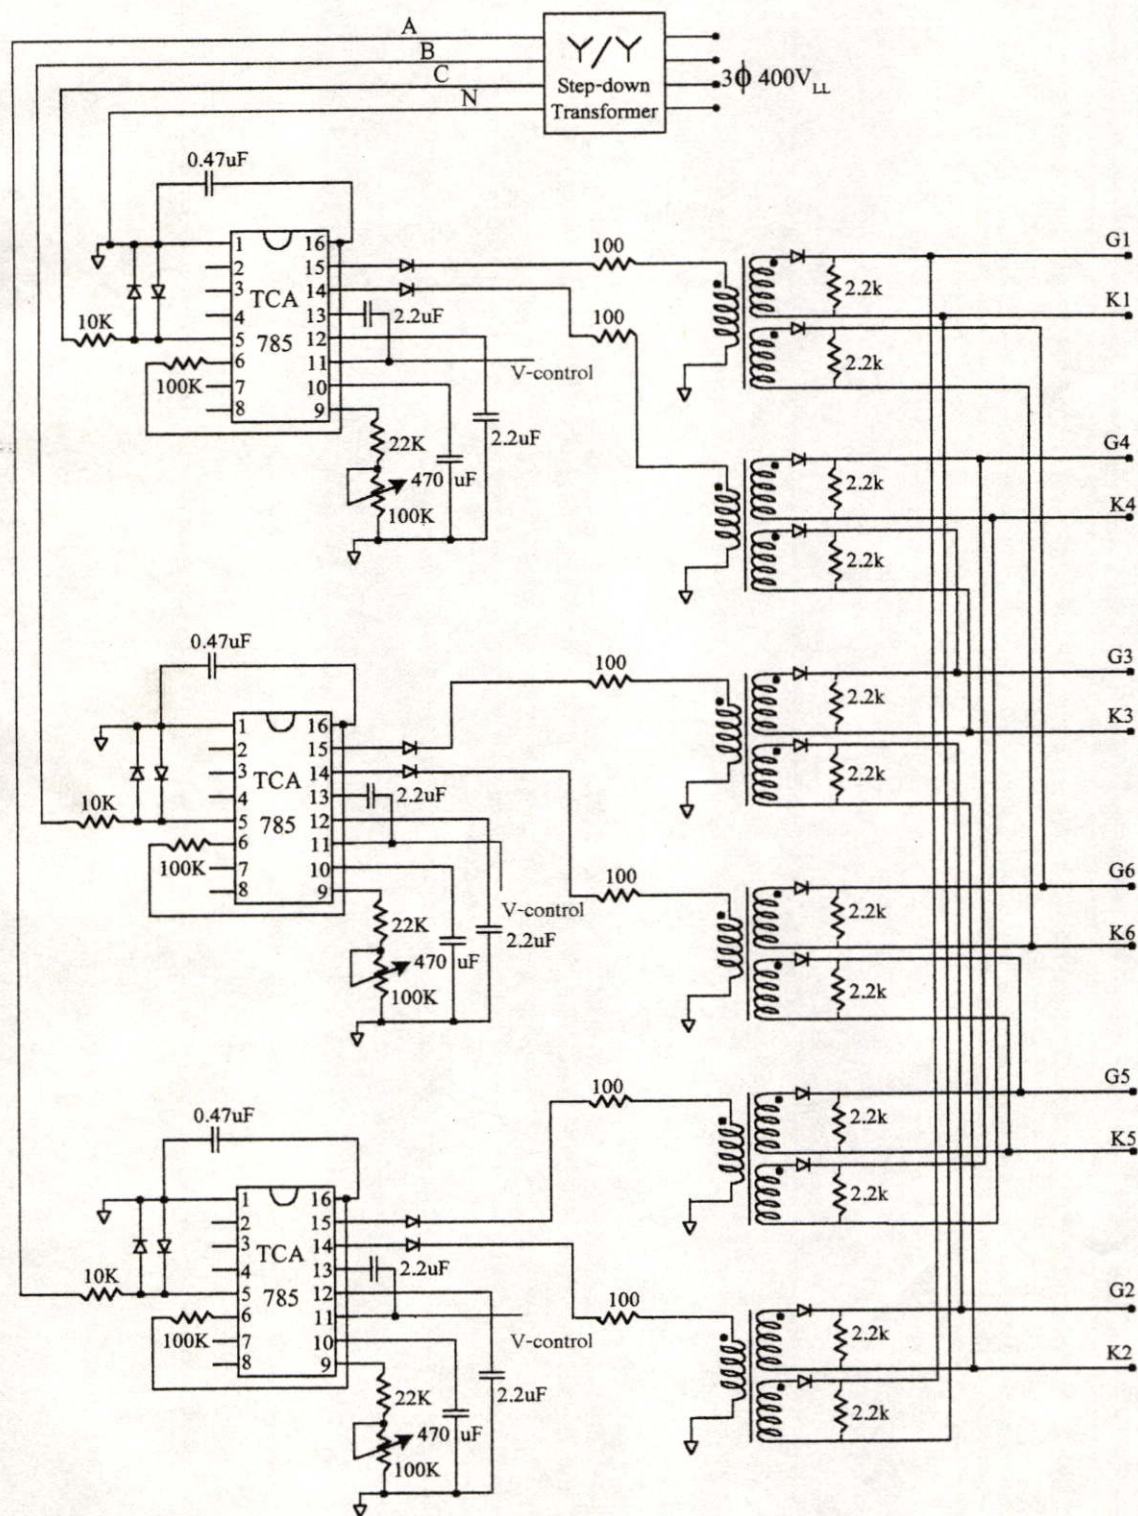 A
B
C
N
Y/Y
Step-down
Transformer
3ϕ 400V_LL
0.47uF
1 16
2 15
3 TCA 14
4 13
5 785 12
6 11
7 10
8 9
10K
100K
2.2uF
V-control
22K
2.2uF
470 uF
100K
100
100
2.2k
2.2k
2.2k
2.2k
G1
K1
G4
K4
0.47uF
1 16
2 15
3 TCA 14
4 13
5 785 12
6 11
7 10
8 9
10K
100K
2.2uF
V-control
22K
2.2uF
470 uF
100K
100
100
2.2k
2.2k
2.2k
2.2k
G3
K3
G6
K6
0.47uF
1 16
2 15
3 TCA 14
4 13
5 785 12
6 11
7 10
8 9
10K
100K
2.2uF
V-control
22K
2.2uF
470 uF
100K
100
100
2.2k
2.2k
2.2k
2.2k
G5
K5
G2
K2